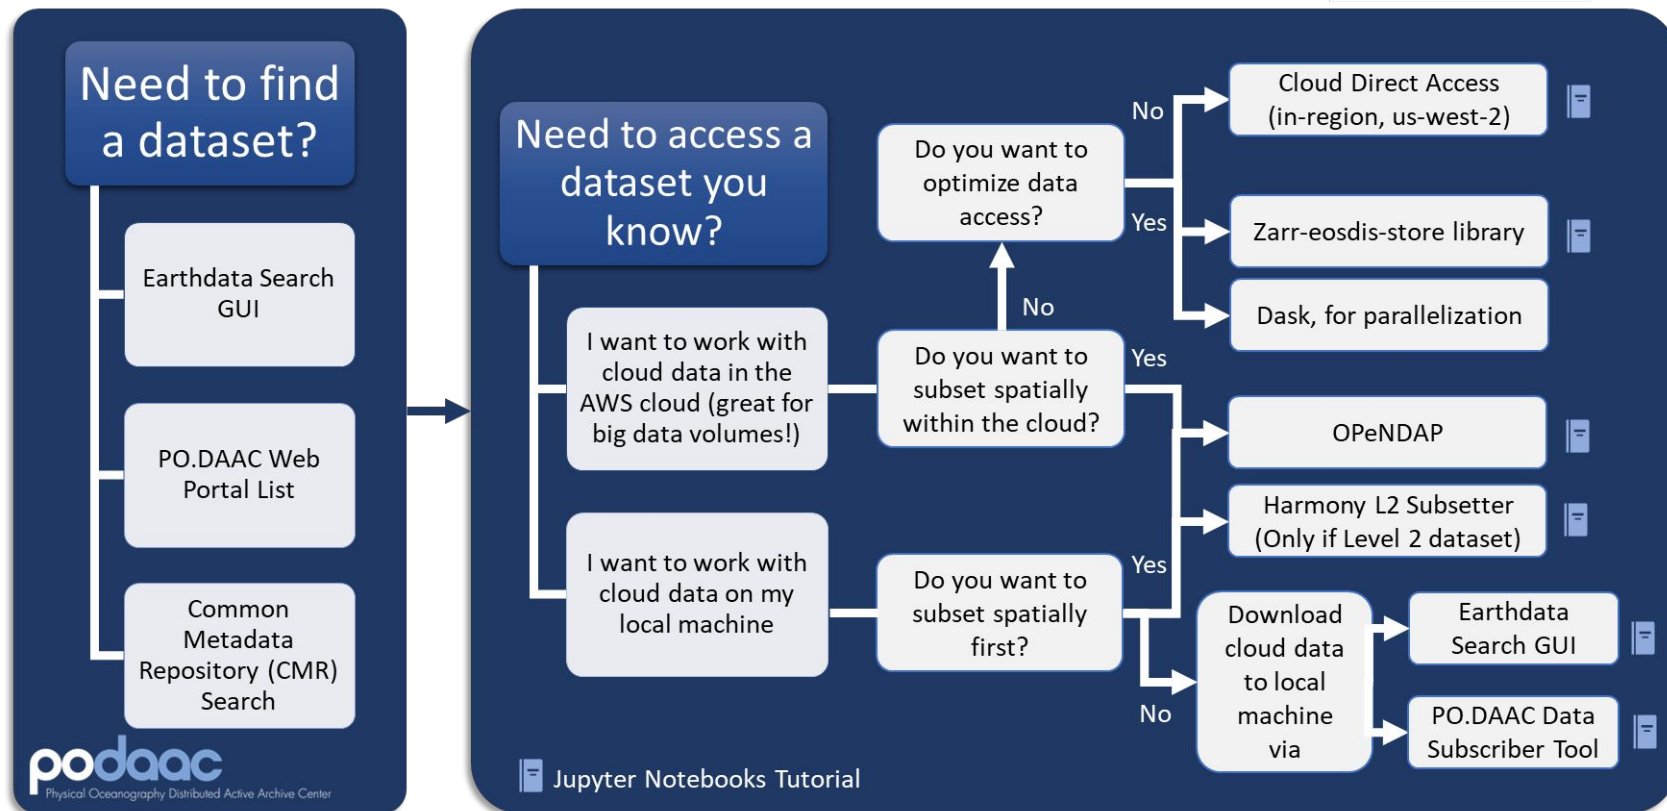 Need to find
a dataset?
Earthdata Search
GUI
PO.DAAC Web
Portal List
Common
Metadata
Repository (CMR)
Search
podaac
Physical Oceanography Distributed Active Archive Center
Need to access a
dataset you
know?
I want to work with
cloud data in the
AWS cloud (great for
big data volumes!)
I want to work with
cloud data on my
local machine
Do you want to
optimize data
access?
No
Yes
No
Do you want to
subset spatially
within the cloud?
Yes
Do you want to
subset spatially
first?
Yes
No
Cloud Direct Access
(in-region, us-west-2)
Zarr-eosdis-store library
Dask, for parallelization
OPeNDAP
Harmony L2 Subsetter
(Only if Level 2 dataset)
Download
cloud data
to local
machine
via
Earthdata
Search GUI
PO.DAAC Data
Subscriber Tool
Jupyter Notebooks Tutorial